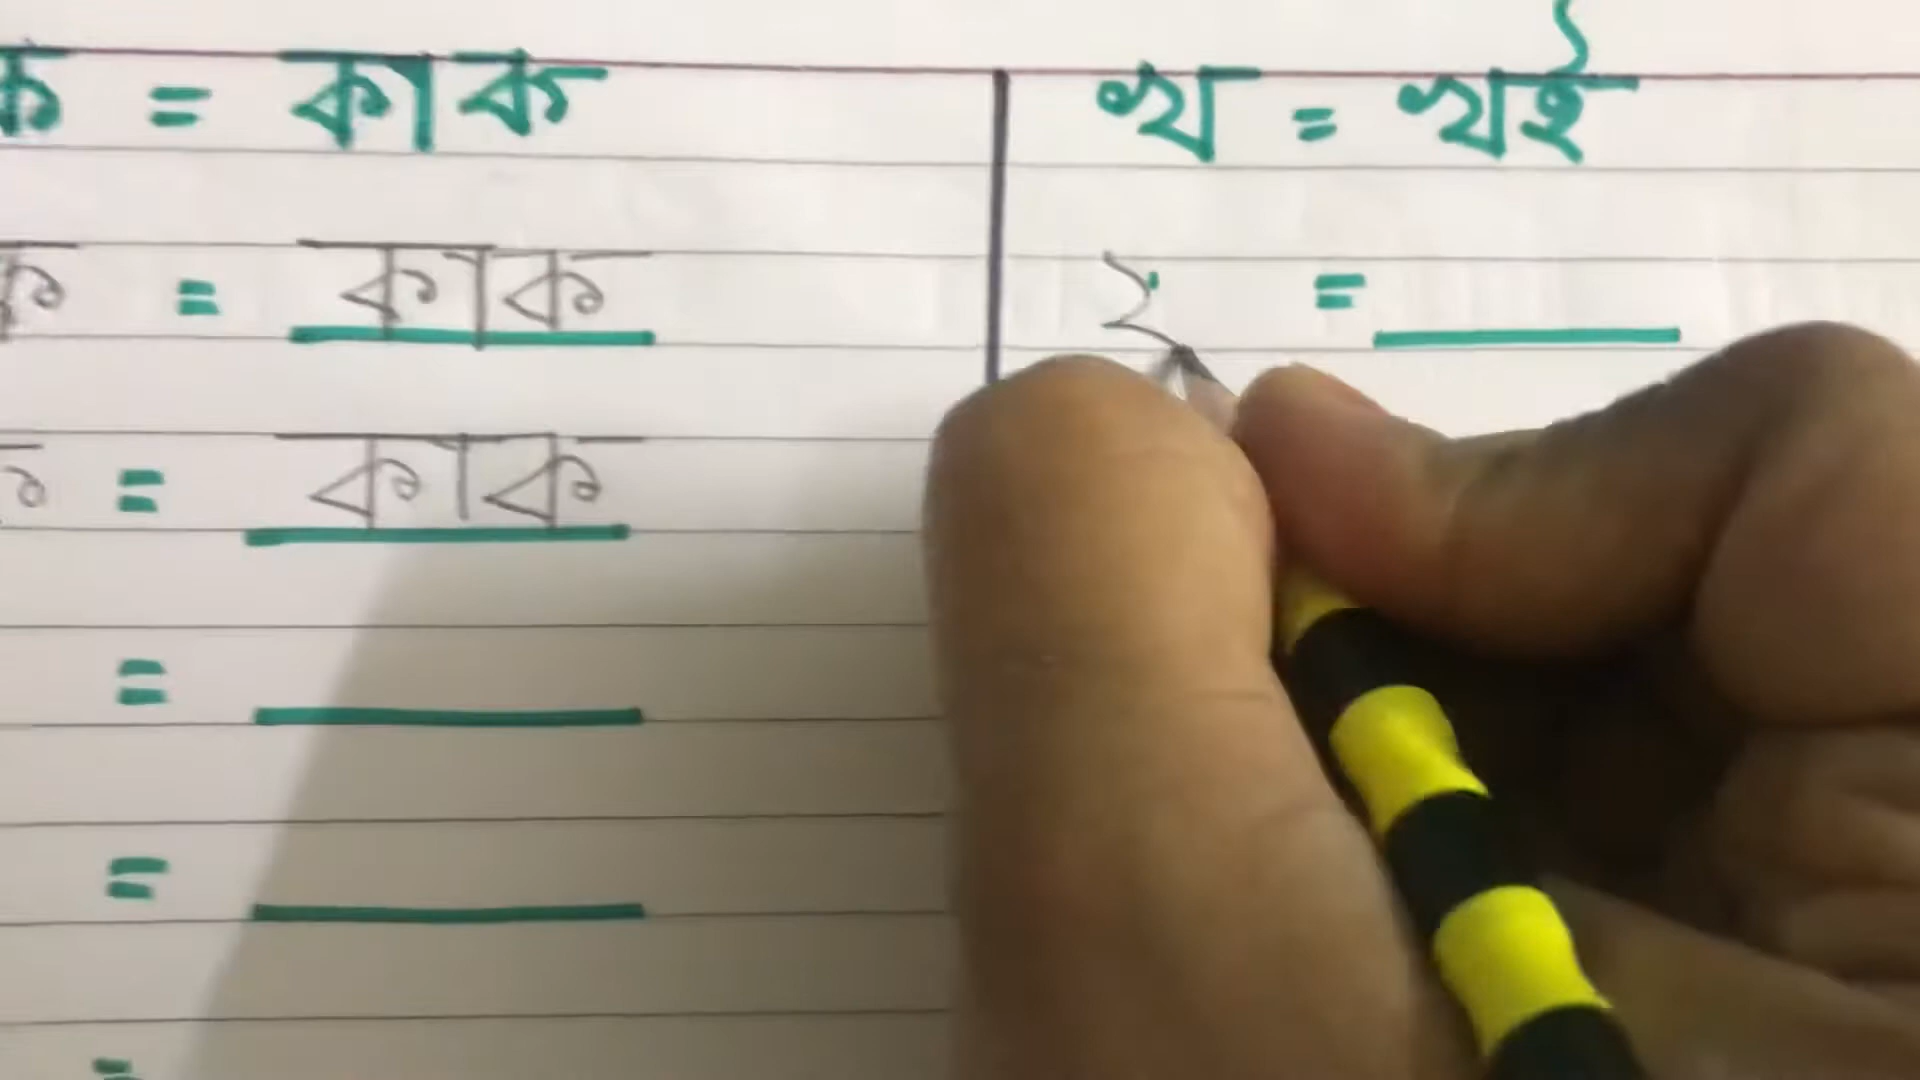 ক = কাক
খ = খই
ক = কাক
=
ক = কাক
=
=